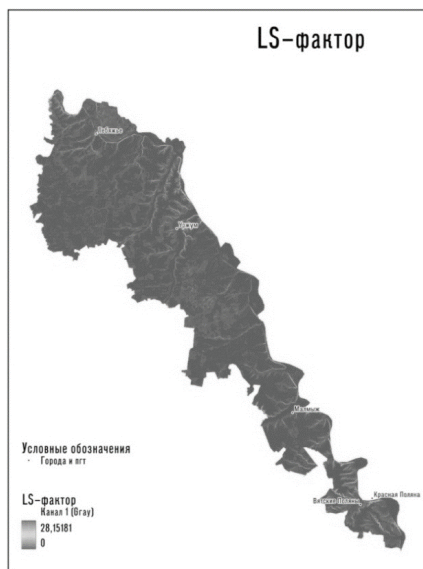 LS-фактор
Лебяжье
Уржум
Малмыж
Красная Поляна
Вятские Поляны
Условные обозначения
Города и пгт
LS-фактор
Канал 1 (Gray)
28,15181
0